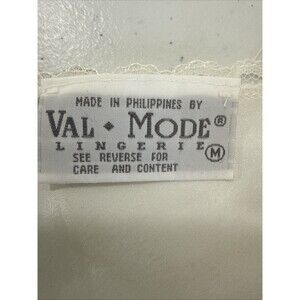 MADE IN PHILIPPINES BY
VAL • MODE®
LINGERIE Ⓜ
SEE REVERSE FOR
CARE AND CONTENT